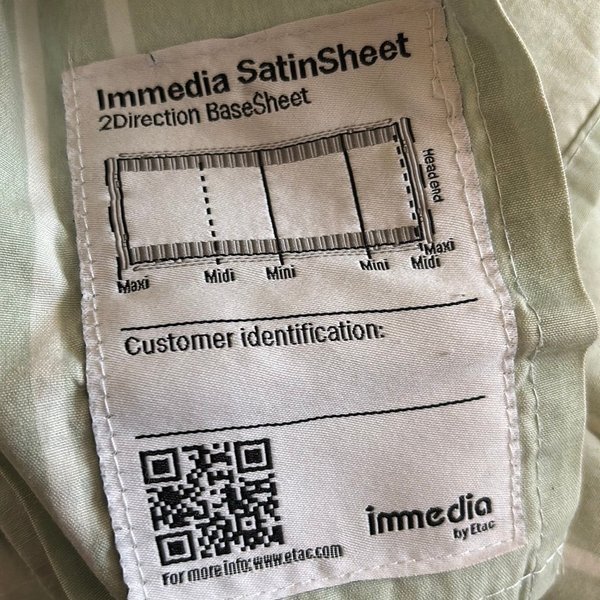 Immedia SatinSheet
2Direction BaseSheet
Head end
Maxi Midi Mini Mini Midi Maxi
Customer identification:
immedia
by Etac
For more info: www.etac.com